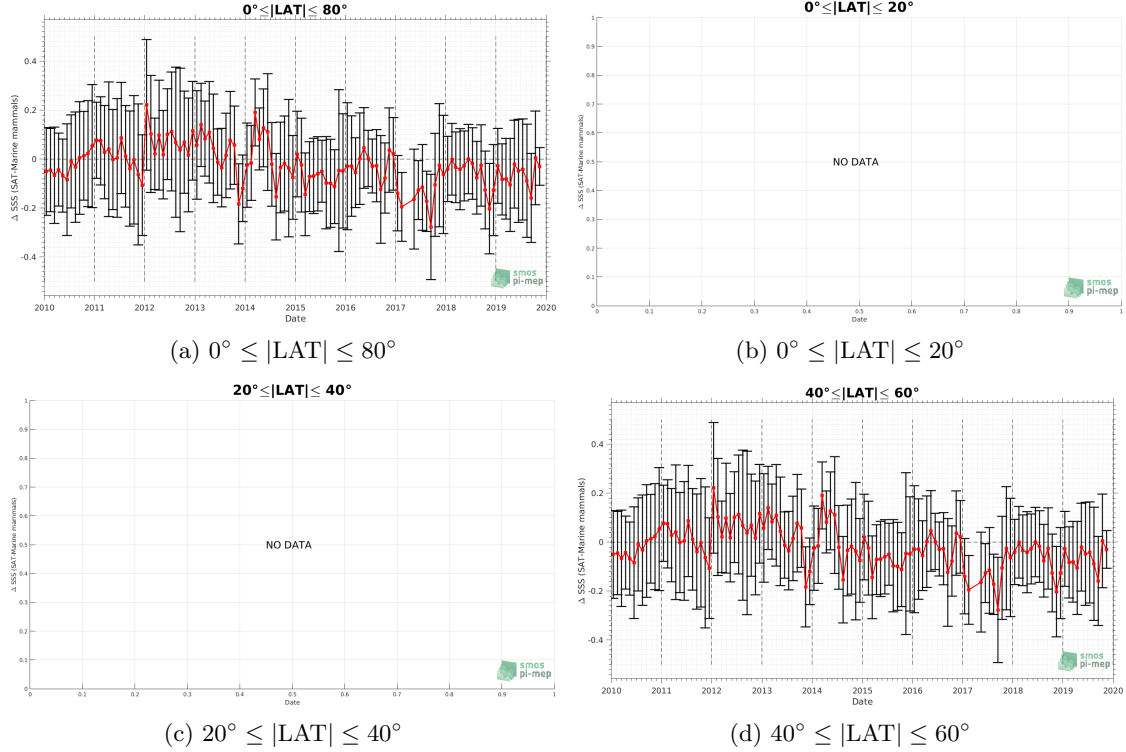 0°≤|LAT|≤ 80°
Δ SSS (SAT-Marine mammals)
0.4
0.2
0
-0.2
-0.4
2010 2011 2012 2013 2014 2015 2016 2017 2018 2019 2020
Date
smos
pi-mep
(a) 0° ≤ |LAT| ≤ 80°
0°≤|LAT|≤ 20°
Δ SSS (SAT-Marine mammals)
1
0.9
0.8
0.7
0.6
0.5
0.4
0.3
0.2
0.1
0
NO DATA
0 0.1 0.2 0.3 0.4 0.5 0.6 0.7 0.8 0.9 1
Date
smos
pi-mep
(b) 0° ≤ |LAT| ≤ 20°
20°≤|LAT|≤ 40°
Δ SSS (SAT-Marine mammals)
1
0.9
0.8
0.7
0.6
0.5
0.4
0.3
0.2
0.1
0
NO DATA
0 0.1 0.2 0.3 0.4 0.5 0.6 0.7 0.8 0.9 1
Date
smos
pi-mep
(c) 20° ≤ |LAT| ≤ 40°
40°≤|LAT|≤ 60°
Δ SSS (SAT-Marine mammals)
0.4
0.2
0
-0.2
-0.4
2010 2011 2012 2013 2014 2015 2016 2017 2018 2019 2020
Date
smos
pi-mep
(d) 40° ≤ |LAT| ≤ 60°